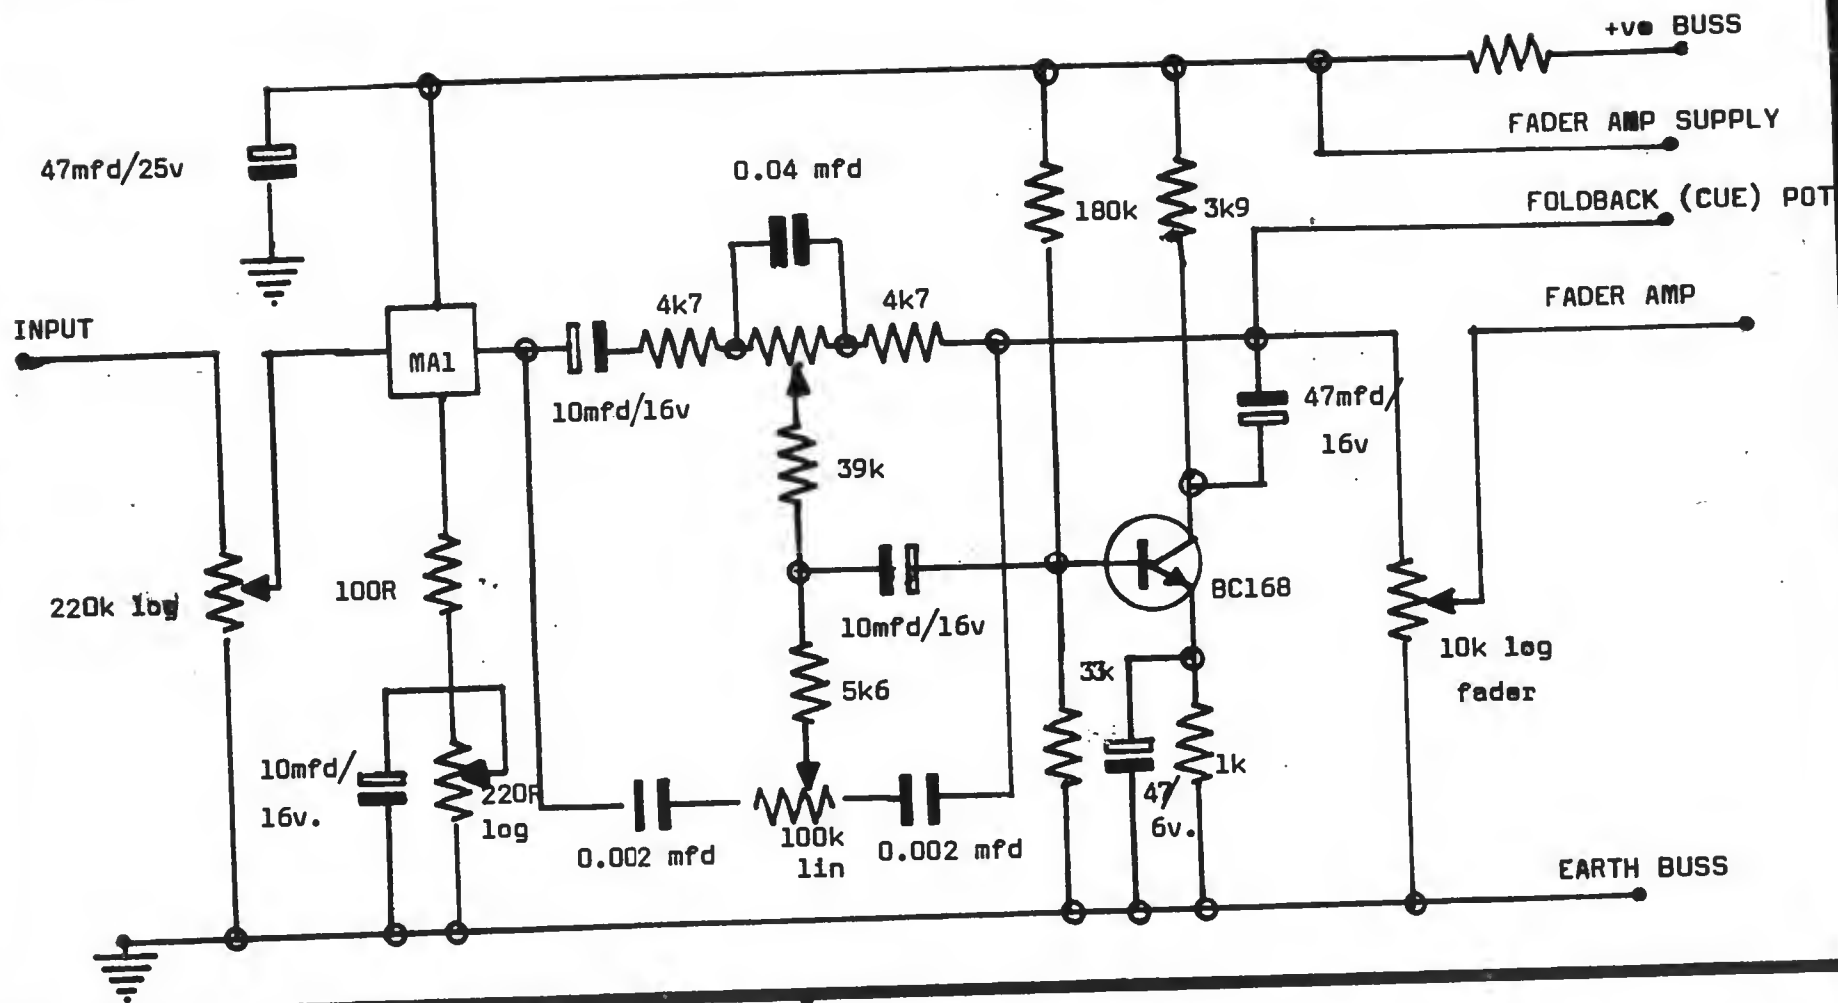 +ve BUSS
FADER AMP SUPPLY
47mfd/25v
0.04 mfd
180k
3k9
FOLDBACK (CUE) POT
4k7
4k7
FADER AMP
INPUT
MA1
10mfd/16v
47mfd/
16v
39k
100R
BC168
220k log
10mfd/16v
10k log
fader
33k
5k6
10mfd/
16v.
220R
log
1k
47/
6v.
100k
lin
0.002 mfd
0.002 mfd
EARTH BUSS